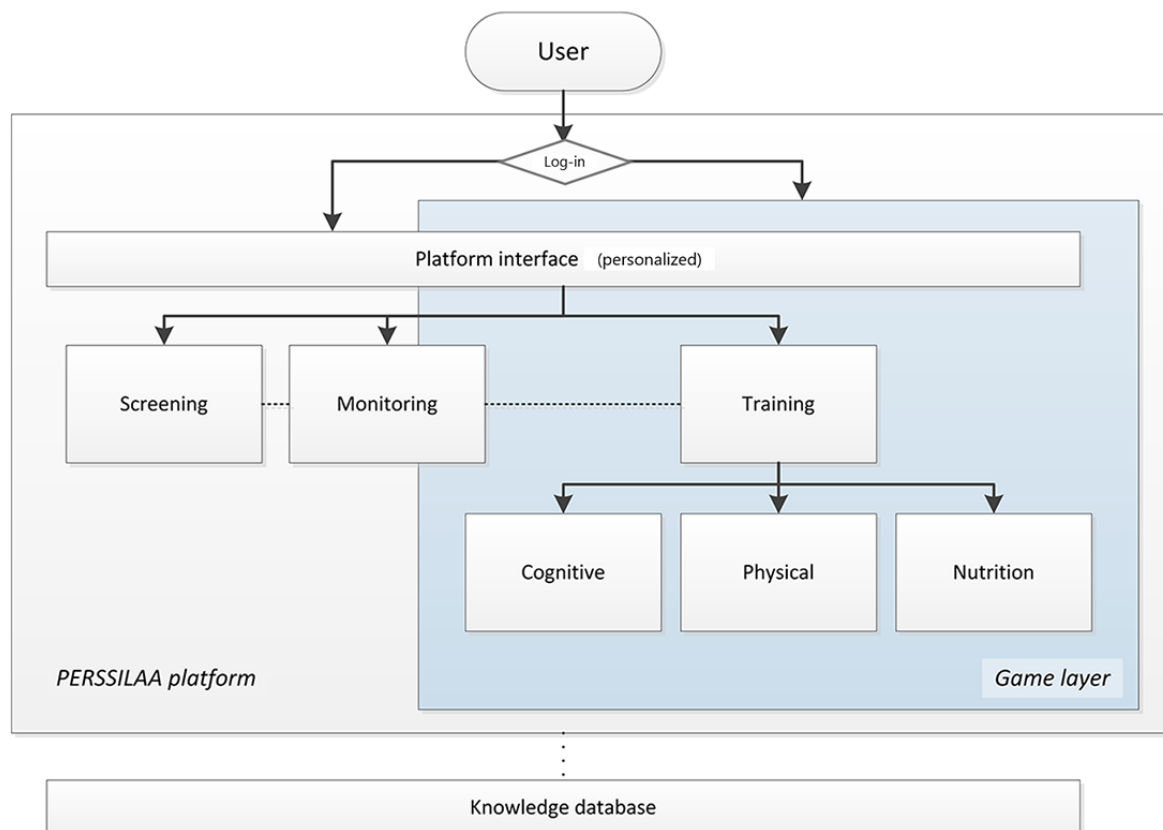 User
Log-in
Platform interface (personalized)
Screening
Monitoring
Training
Cognitive
Physical
Nutrition
PERSSILAA platform
Game layer
Knowledge database